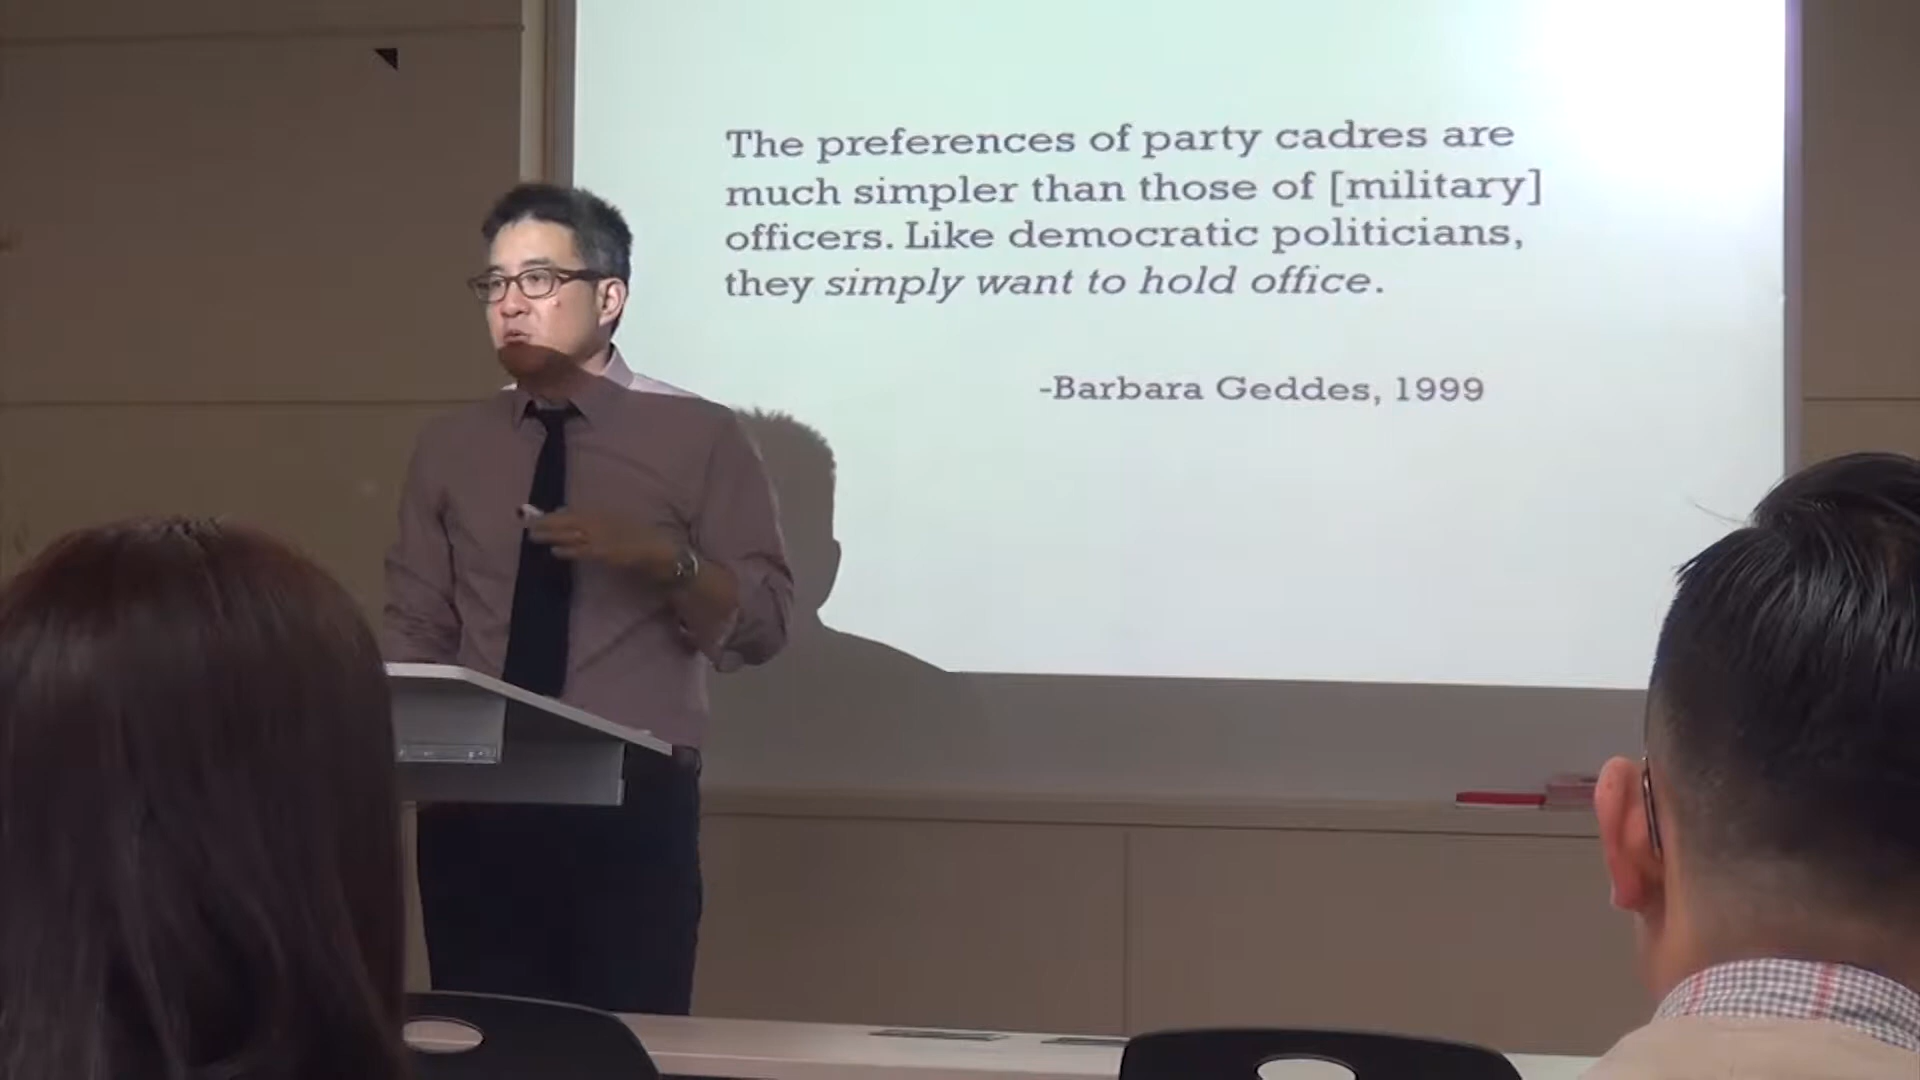 The preferences of party cadres are
much simpler than those of [military]
officers. Like democratic politicians,
they simply want to hold office.
-Barbara Geddes, 1999